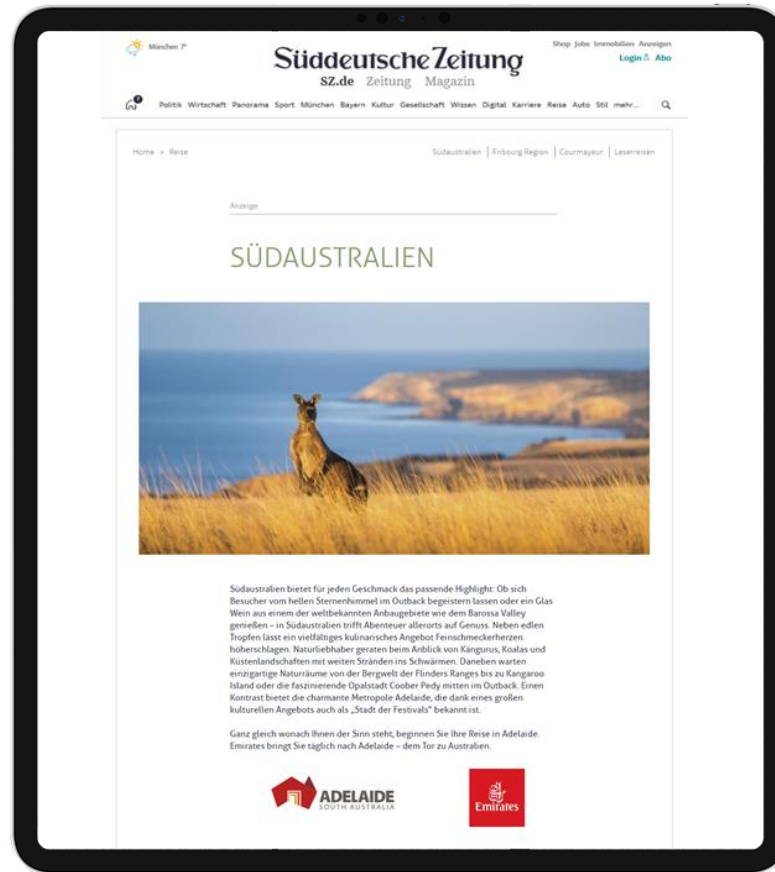 München 7°
Shop Jobs Immobilien Anzeigen
Süddeutsche Zeitung
Login Abo
SZ.de Zeitung Magazin
7
Politik Wirtschaft Panorama Sport München Bayern Kultur Gesellschaft Wissen Digital Karriere Reise Auto Stil mehr...
Home > Reise
Südaustralien | Fribourg Region | Courmayeur | Leserreisen
Anzeige
SÜDAUSTRALIEN
Südaustralien bietet für jeden Geschmack das passende Highlight: Ob sich
Besucher vom hellen Sternenhimmel im Outback begeistern lassen oder ein Glas
Wein aus einem der weltbekannten Anbaugebiete wie dem Barossa Valley
genießen – in Südaustralien trifft Abenteuer allerorts auf Genuss. Neben edlen
Tropfen lässt ein vielfältiges kulinarisches Angebot Feinschmeckerherzen
höherschlagen. Naturliebhaber geraten beim Anblick von Kängurus, Koalas und
Küstenlandschaften mit weiten Stränden ins Schwärmen. Daneben warten
einzigartige Naturräume von der Bergwelt der Flinders Ranges bis zu Kangaroo
Island oder die faszinierende Opalstadt Coober Pedy mitten im Outback. Einen
Kontrast bietet die charmante Metropole Adelaide, die dank eines großen
kulturellen Angebots auch als „Stadt der Festivals" bekannt ist.
Ganz gleich wonach Ihnen der Sinn steht, beginnen Sie Ihre Reise in Adelaide.
Emirates bringt Sie täglich nach Adelaide – dem Tor zu Australien.
ADELAIDE
SOUTH AUSTRALIA
Emirates